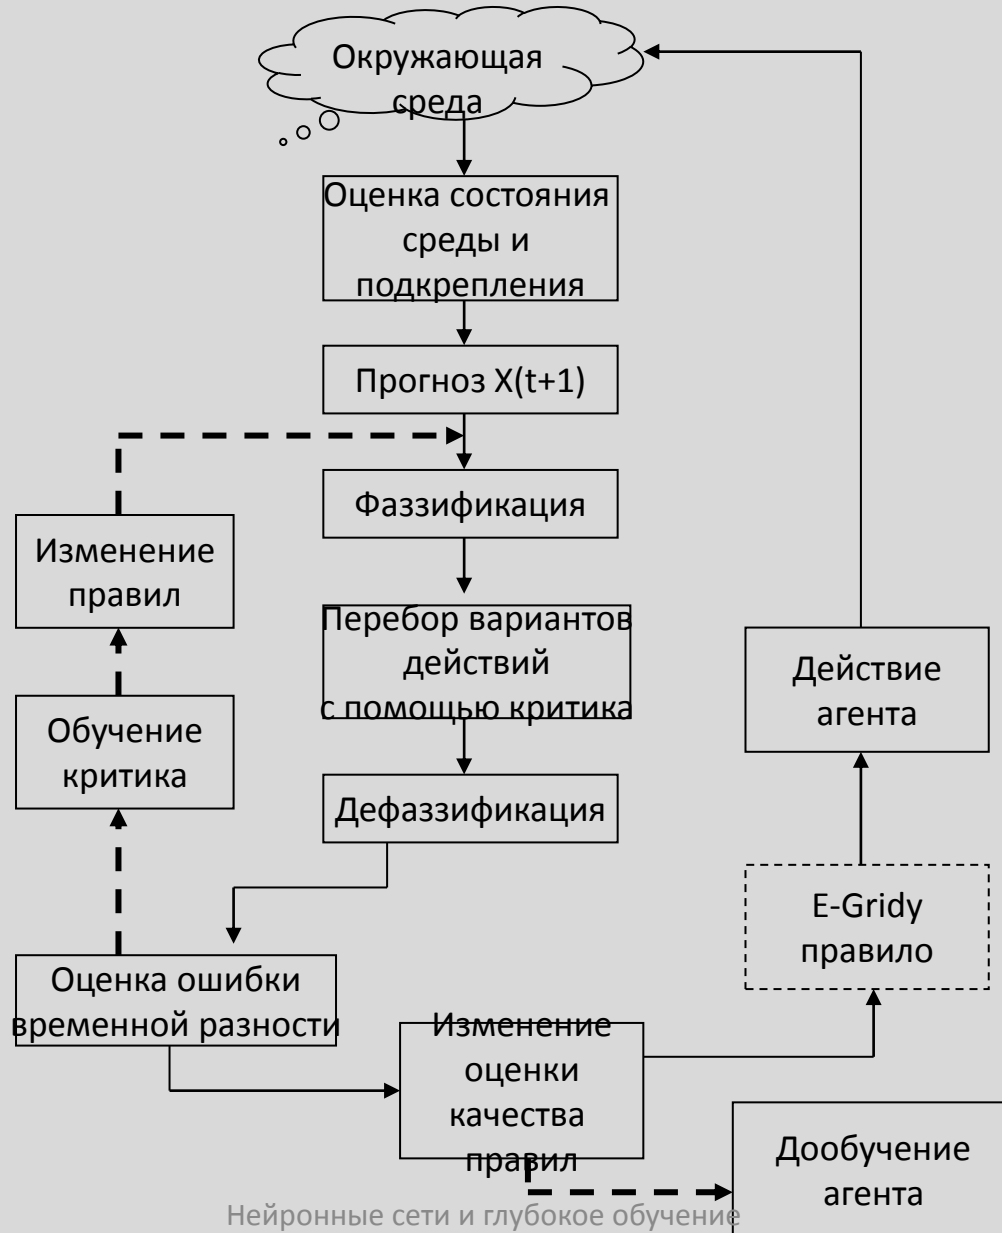 Окружающая
среда
Оценка состояния
среды и
подкрепления
Прогноз X(t+1)
Фаззификация
Изменение
правил
Перебор вариантов
действий
с помощью критика
Действие
агента
Обучение
критика
Дефаззификация
E-Gridy
правило
Оценка ошибки
временной разности
Изменение
оценки
качества
правил
Дообучение
агента
Нейронные сети и глубокое обучение